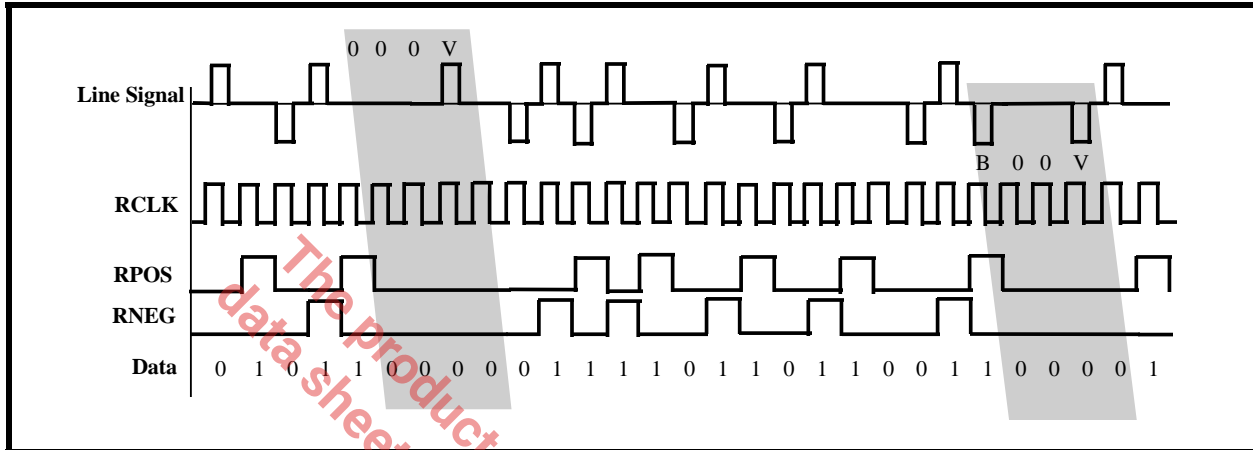 0 0 0 V
Line Signal
B 0 0 V
RCLK
RPOS
RNEG
Data 0 1 0 1 1 0 0 0 0 0 1 1 1 1 0 1 1 0 1 1 0 0 1 1 0 0 0 0 1
The product
data sheet